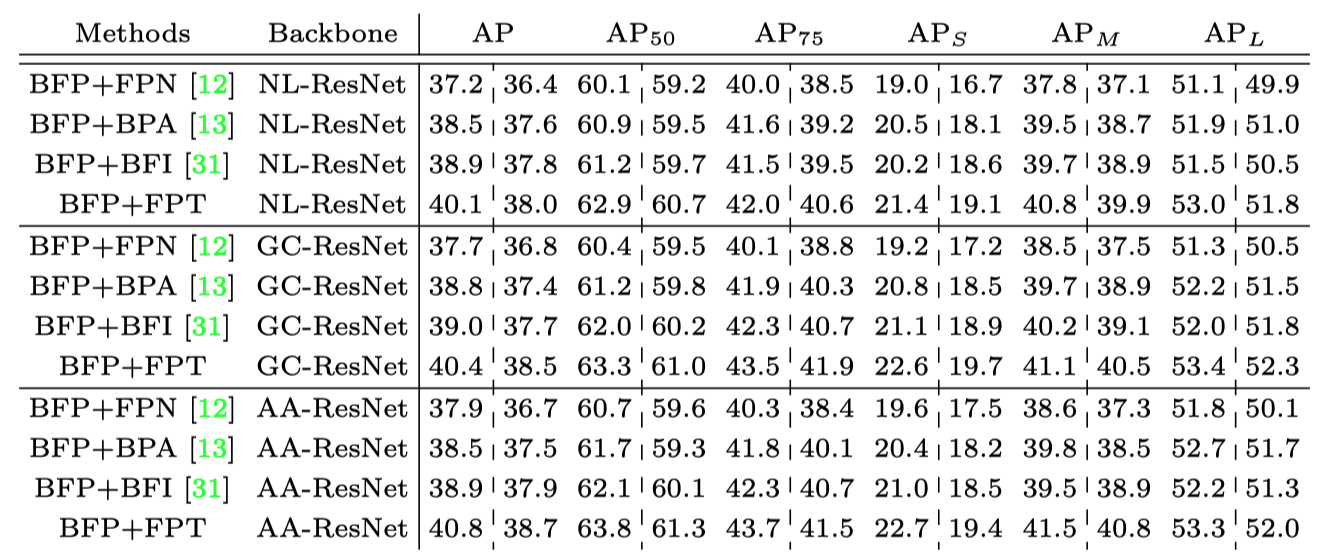 Methods Backbone AP AP50 AP75 APS APM APL
BFP+FPN [12] NL-ResNet 37.2 36.4 60.1 59.2 40.0 38.5 19.0 16.7 37.8 37.1 51.1 49.9
BFP+BPA [13] NL-ResNet 38.5 37.6 60.9 59.5 41.6 39.2 20.5 18.1 39.5 38.7 51.9 51.0
BFP+BFI [31] NL-ResNet 38.9 37.8 61.2 59.7 41.5 39.5 20.2 18.6 39.7 38.9 51.5 50.5
BFP+FPT NL-ResNet 40.1 38.0 62.9 60.7 42.0 40.6 21.4 19.1 40.8 39.9 53.0 51.8
BFP+FPN [12] GC-ResNet 37.7 36.8 60.4 59.5 40.1 38.8 19.2 17.2 38.5 37.5 51.3 50.5
BFP+BPA [13] GC-ResNet 38.8 37.4 61.2 59.8 41.9 40.3 20.8 18.5 39.7 38.9 52.2 51.5
BFP+BFI [31] GC-ResNet 39.0 37.7 62.0 60.2 42.3 40.7 21.1 18.9 40.2 39.1 52.0 51.8
BFP+FPT GC-ResNet 40.4 38.5 63.3 61.0 43.5 41.9 22.6 19.7 41.1 40.5 53.4 52.3
BFP+FPN [12] AA-ResNet 37.9 36.7 60.7 59.6 40.3 38.4 19.6 17.5 38.6 37.3 51.8 50.1
BFP+BPA [13] AA-ResNet 38.5 37.5 61.7 59.3 41.8 40.1 20.4 18.2 39.8 38.5 52.7 51.7
BFP+BFI [31] AA-ResNet 38.9 37.9 62.1 60.1 42.3 40.7 21.0 18.5 39.5 38.9 52.2 51.3
BFP+FPT AA-ResNet 40.8 38.7 63.8 61.3 43.7 41.5 22.7 19.4 41.5 40.8 53.3 52.0